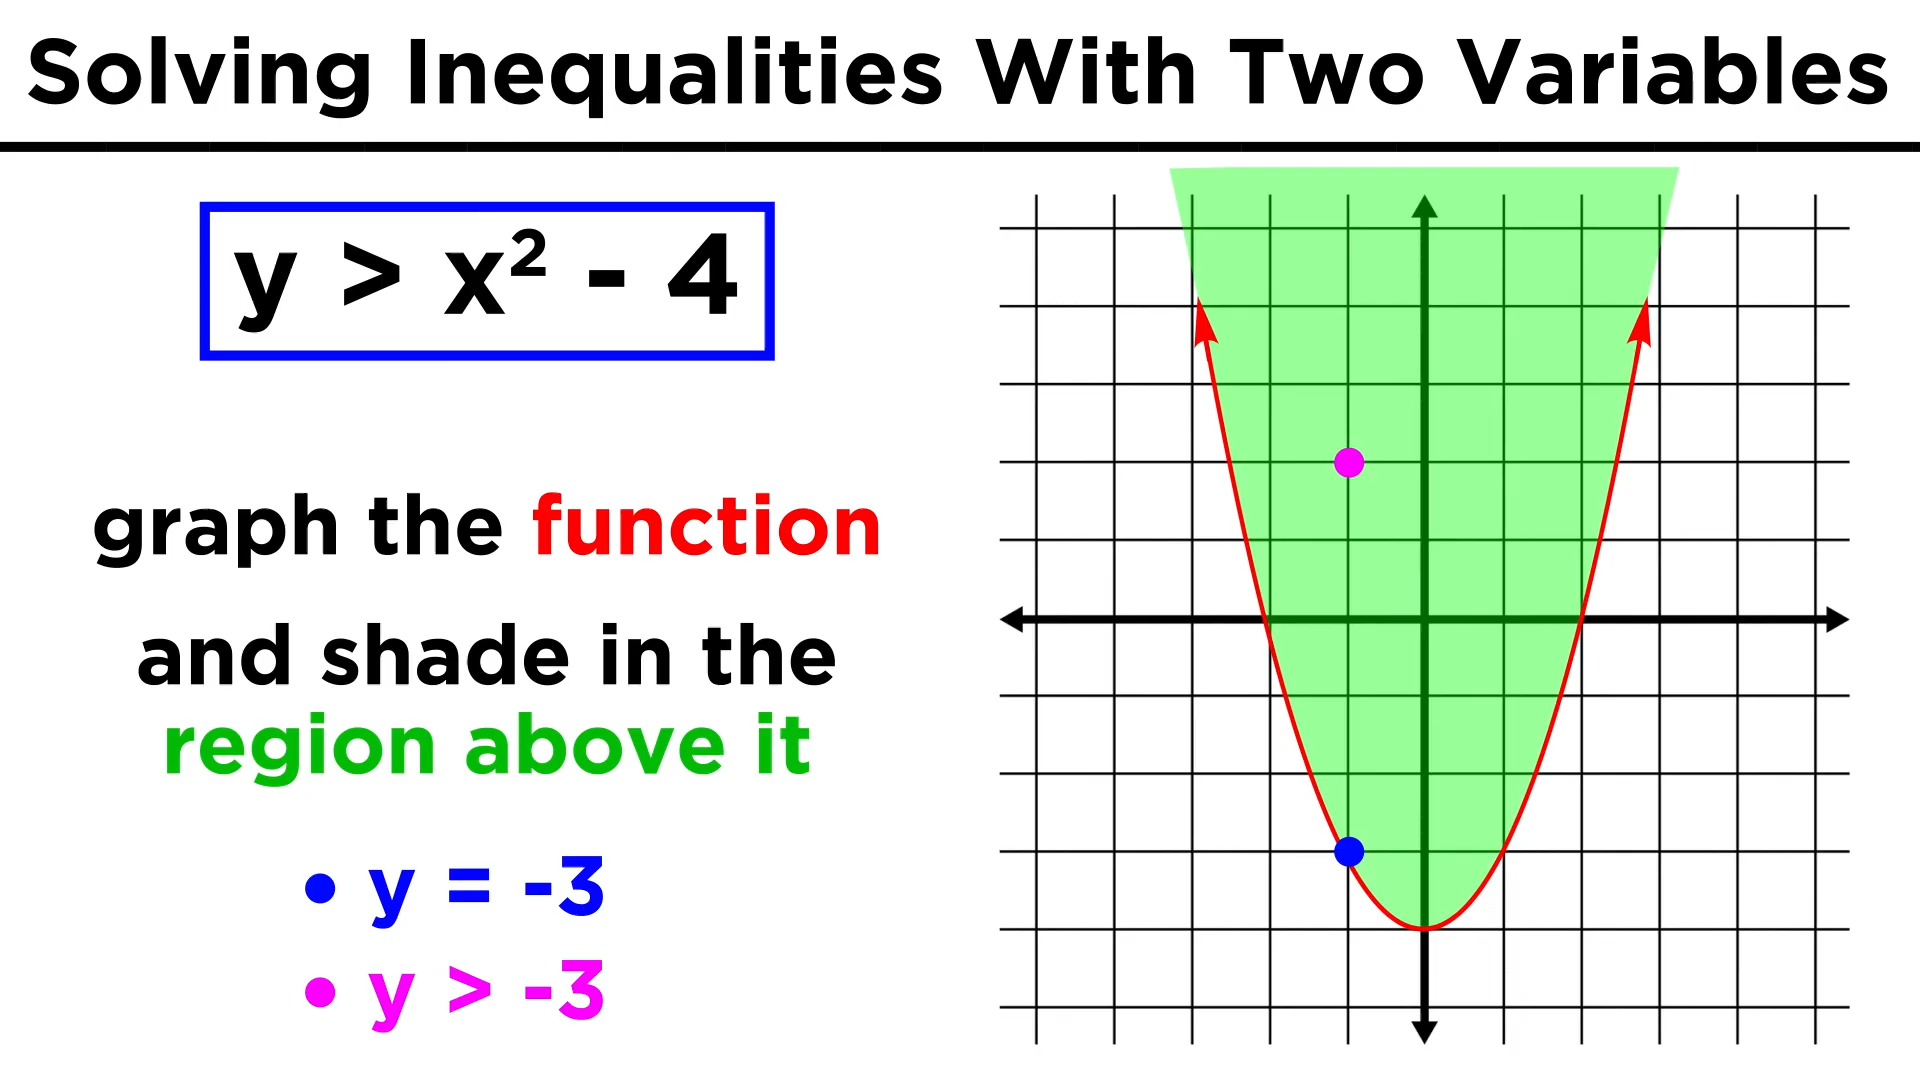 Solving Inequalities With Two Variables
y > x² - 4
graph the function
and shade in the
region above it
• y = -3
• y > -3